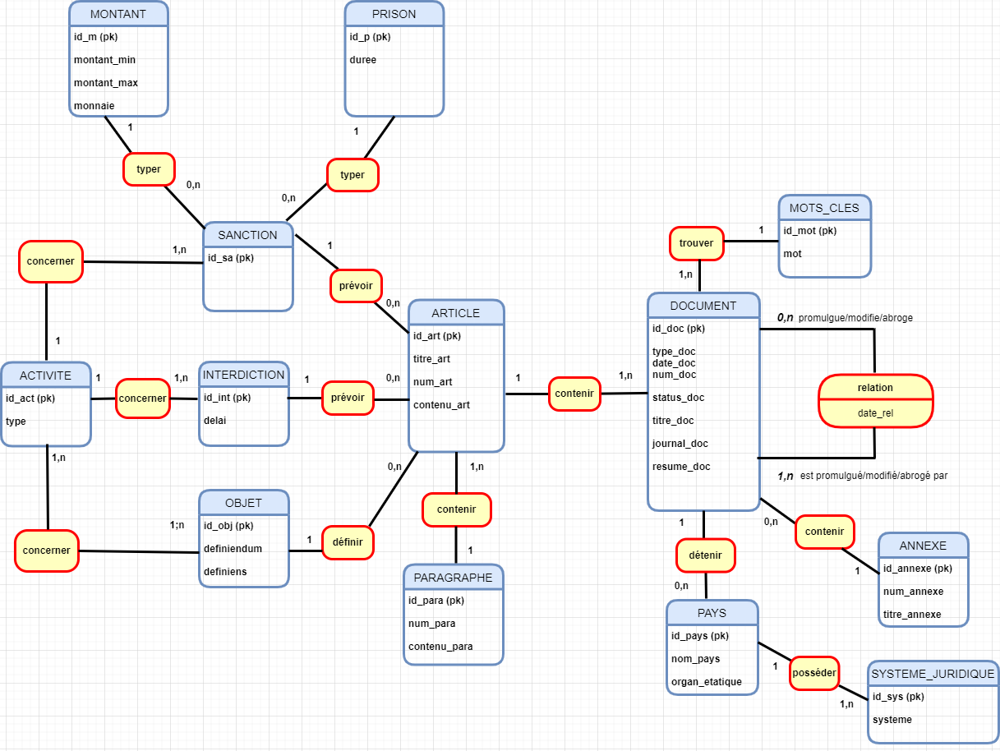 MONTANT
id_m (pk)
montant_min
montant_max
monnaie
PRISON
id_p (pk)
duree
1
1
typer
typer
0,n
0,n
SANCTION
id_sa (pk)
1,n
concerner
1
1
prévoir
0,n
ARTICLE
id_art (pk)
titre_art
num_art
contenu_art
ACTIVITE
id_act (pk)
type
1
concerner
1,n
INTERDICTION
id_int (pk)
delai
1
prévoir
0,n
1,n
concerner
1;n
OBJET
id_obj (pk)
definiendum
definiens
1
définir
0,n
1,n
contenir
1
PARAGRAPHE
id_para (pk)
num_para
contenu_para
1
contenir
1,n
MOTS_CLES
id_mot (pk)
mot
1
trouver
1,n
DOCUMENT
id_doc (pk)
type_doc
date_doc
num_doc
status_doc
titre_doc
journal_doc
resume_doc
0,n promulgue/modifie/abroge
relation
date_rel
1,n est promulgué/modifié/abrogé par
0,n
contenir
1
ANNEXE
id_annexe (pk)
num_annexe
titre_annexe
1
détenir
0,n
PAYS
id_pays (pk)
nom_pays
organ_etatique
1
posséder
1,n
SYSTEME_JURIDIQUE
id_sys (pk)
systeme